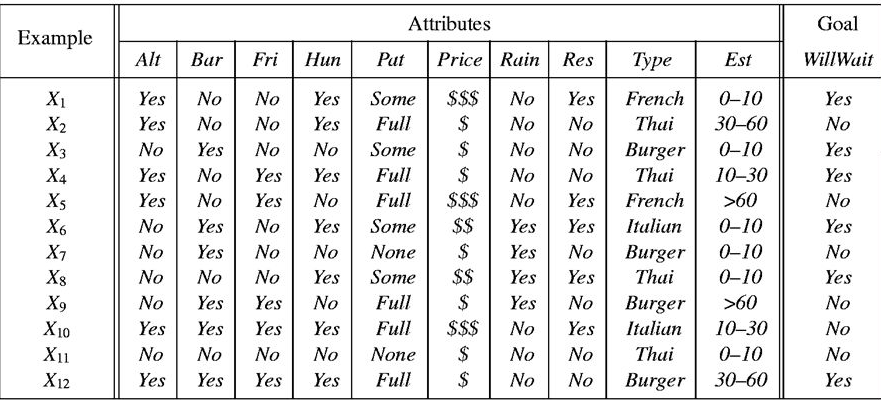 Example Attributes Goal
Alt Bar Fri Hun Pat Price Rain Res Type Est WillWait
X1 Yes No No Yes Some $$$ No Yes French 0–10 Yes
X2 Yes No No Yes Full $ No No Thai 30–60 No
X3 No Yes No No Some $ No No Burger 0–10 Yes
X4 Yes No Yes Yes Full $ No No Thai 10–30 Yes
X5 Yes No Yes No Full $$$ No Yes French >60 No
X6 No Yes No Yes Some $$ Yes Yes Italian 0–10 Yes
X7 No Yes No No None $ Yes No Burger 0–10 No
X8 No No No Yes Some $$ Yes Yes Thai 0–10 Yes
X9 No Yes Yes No Full $ Yes No Burger >60 No
X10 Yes Yes Yes Yes Full $$$ No Yes Italian 10–30 No
X11 No No No No None $ No No Thai 0–10 No
X12 Yes Yes Yes Yes Full $ No No Burger 30–60 Yes